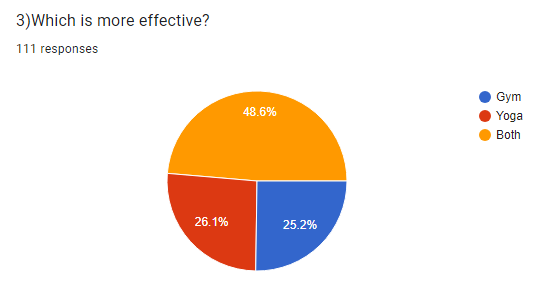 3)Which is more effective?
111 responses
48.6%
26.1%
25.2%
Gym
Yoga
Both